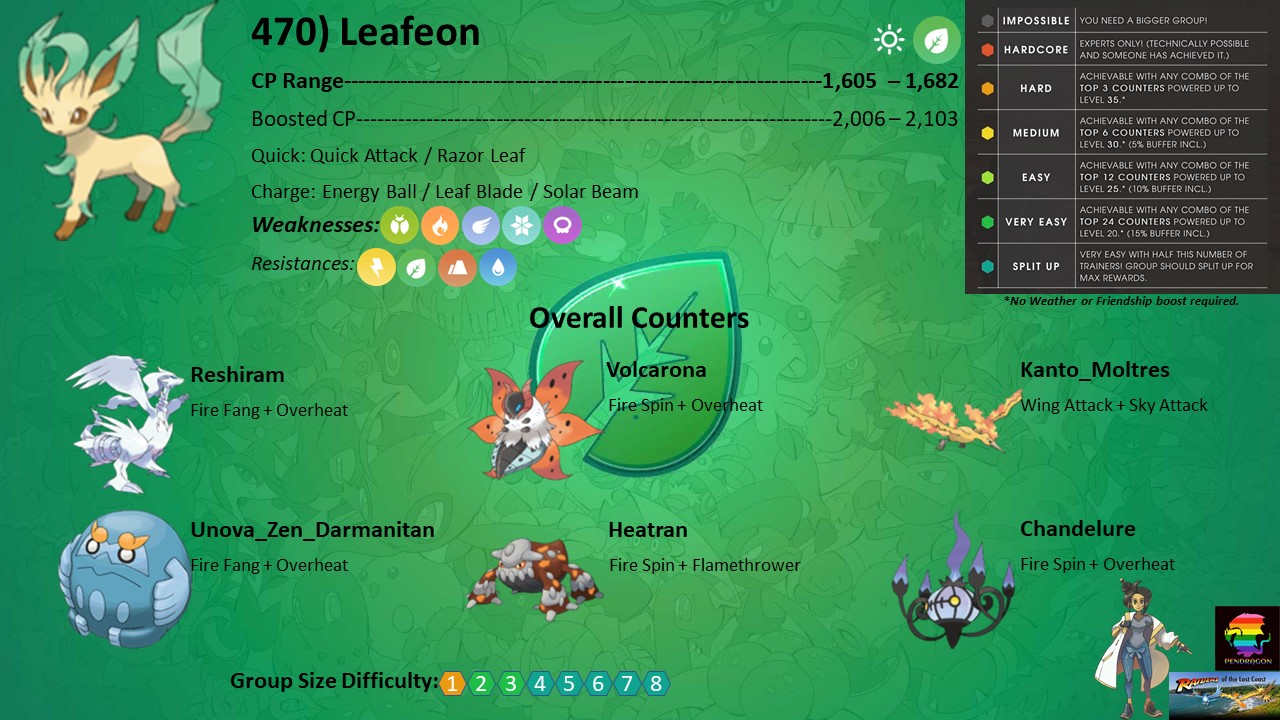 470) Leafeon
CP Range------------------------------------------------------------------1,605 – 1,682
Boosted CP------------------------------------------------------------------2,006 – 2,103
Quick: Quick Attack / Razor Leaf
Charge: Energy Ball / Leaf Blade / Solar Beam
Weaknesses:
Resistances:
IMPOSSIBLE YOU NEED A BIGGER GROUP!
HARDCORE EXPERTS ONLY! (TECHNICALLY POSSIBLE
AND SOMEONE HAS ACHIEVED IT.)
HARD ACHIEVABLE WITH ANY COMBO OF THE
TOP 3 COUNTERS POWERED UP TO
LEVEL 35.*
MEDIUM ACHIEVABLE WITH ANY COMBO OF THE
TOP 6 COUNTERS POWERED UP TO
LEVEL 30.* (5% BUFFER INCL.)
EASY ACHIEVABLE WITH ANY COMBO OF THE
TOP 12 COUNTERS POWERED UP TO
LEVEL 25.* (10% BUFFER INCL.)
VERY EASY ACHIEVABLE WITH ANY COMBO OF THE
TOP 24 COUNTERS POWERED UP TO
LEVEL 20.* (15% BUFFER INCL.)
SPLIT UP VERY EASY WITH HALF THIS NUMBER OF
TRAINERS! GROUP SHOULD SPLIT UP FOR
MAX REWARDS.
*No Weather or Friendship boost required.
Overall Counters
Reshiram
Fire Fang + Overheat
Volcarona
Fire Spin + Overheat
Kanto_Moltres
Wing Attack + Sky Attack
Unova_Zen_Darmanitan
Fire Fang + Overheat
Heatran
Fire Spin + Flamethrower
Chandelure
Fire Spin + Overheat
Group Size Difficulty: 1 2 3 4 5 6 7 8
PENDRAGON
RAIDERS of the Lost Coast